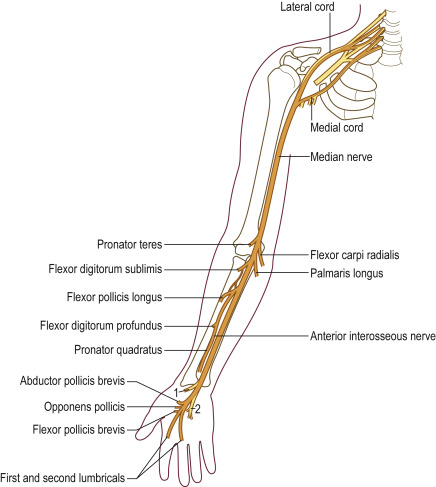 Lateral cord
Medial cord
Median nerve
Pronator teres
Flexor carpi radialis
Flexor digitorum sublimis
Palmaris longus
Flexor pollicis longus
Flexor digitorum profundus
Anterior interosseous nerve
Pronator quadratus
Abductor pollicis brevis
1
Opponens pollicis
2
Flexor pollicis brevis
First and second lumbricals